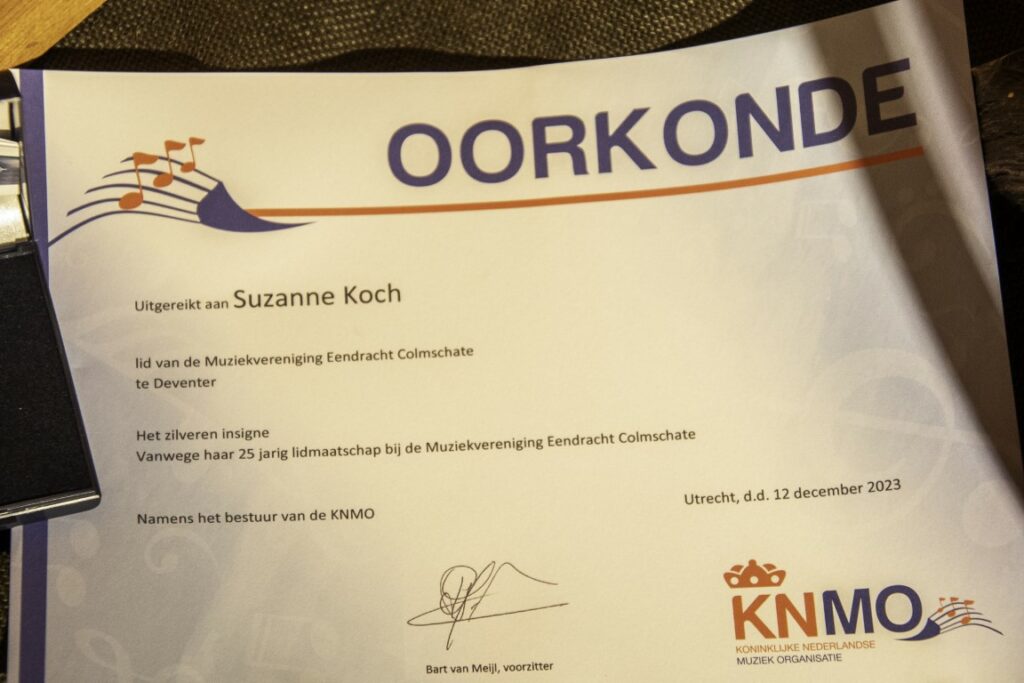 OORKONDE
Uitgereikt aan Suzanne Koch
lid van de Muziekvereniging Eendracht Colmschate
te Deventer
Het zilveren insigne
Vanwege haar 25 jarig lidmaatschap bij de Muziekvereniging Eendracht Colmschate
Utrecht, d.d. 12 december 2023
Namens het bestuur van de KNMO
Bart van Meijl, voorzitter
KNMO
KONINKLIJKE NEDERLANDSE
MUZIEK ORGANISATIE